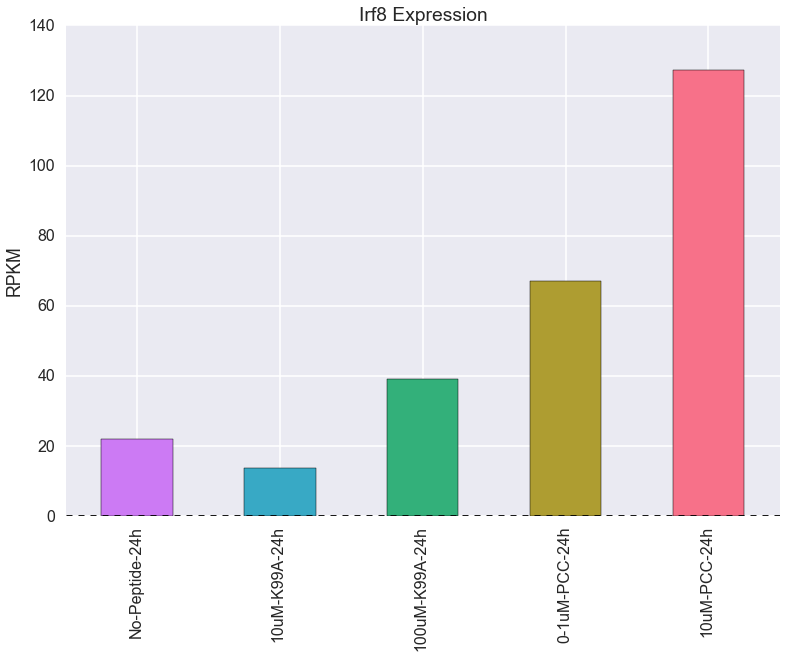 Irf8 Expression
140
120
100
80
60
40
20
0
RPKM
No-Peptide-24h
10uM-K99A-24h
100uM-K99A-24h
0-1uM-PCC-24h
10uM-PCC-24h